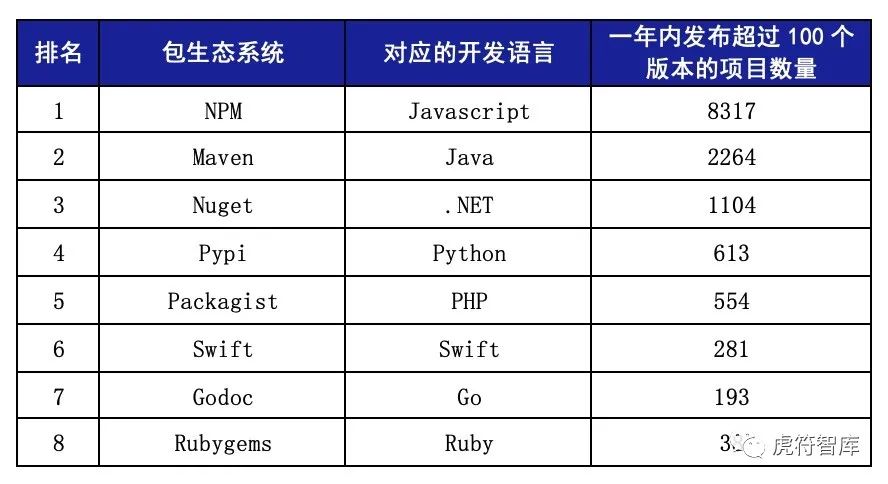 排名 包生态系统 对应的开发语言 一年内发布超过 100 个
版本的项目数量
1 NPM Javascript 8317
2 Maven Java 2264
3 Nuget .NET 1104
4 Pypi Python 613
5 Packagist PHP 554
6 Swift Swift 281
7 Godoc Go 193
8 Rubygems Ruby
虎符智库